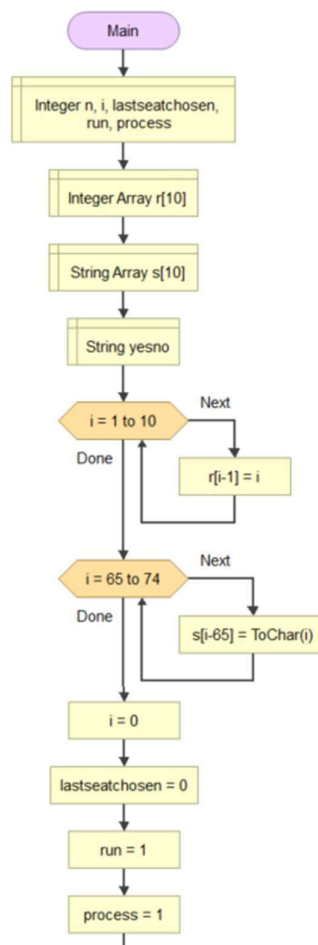 Main
Integer n, i, lastseatchosen,
run, process
Integer Array r[10]
String Array s[10]
String yesno
i = 1 to 10
Next
Done
r[i-1] = i
i = 65 to 74
Next
Done
s[i-65] = ToChar(i)
i = 0
lastseatchosen = 0
run = 1
process = 1